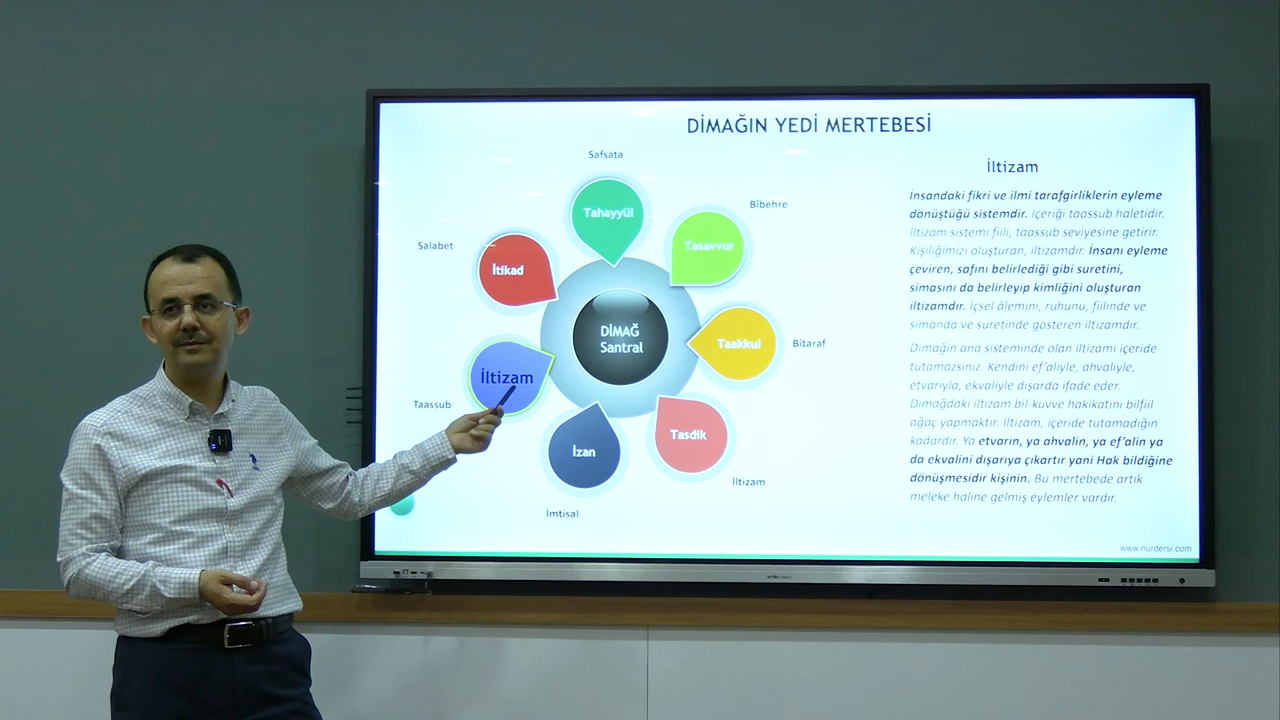 DİMAĞIN YEDİ MERTEBESİ
Safsata
Tahayyül
Bîbehre
Tasavvur
Salabet
İtikad
DİMAĞ
Santral
Taakkul
Bîtaraf
İltizam
Taassub
İzan
İmtisal
Tasdik
İltizam
İltizam
İnsandaki fikri ve ilmi tarafgirliklerin eyleme
dönüştüğü sistemdir. İçeriği taassub haletidir.
İltizam sistemi fiili, taassub seviyesine getirir.
Kişiliğimizi oluşturan, iltizamdır. İnsanı eyleme
çeviren, safını belirlediği gibi suretini,
simasını da belirleyip kimliğini oluşturan
iltizamdır. İçsel âlemini, ruhunu, fiilinde ve
simanda ve suretinde gösteren iltizamdır.
Dimağın ana sisteminde olan iltizamı içeride
tutamazsınız. Kendini ef'aliyle, ahvaliyle,
etvarıyla, ekvaliyle dışarda ifade eder.
Dimağdaki iltizam bil-kuvve hakikatını bilfiil
ağaç yapmaktır. İltizam, içeride tutamadığın
kadardır. Ya etvarın, ya ahvalin, ya ef'alin ya
da ekvalini dışarıya çıkartır yani Hak bildiğine
dönüşmesidir kişinin. Bu mertebede artık
meleke haline gelmiş eylemler vardır.
www.nurdersi.com